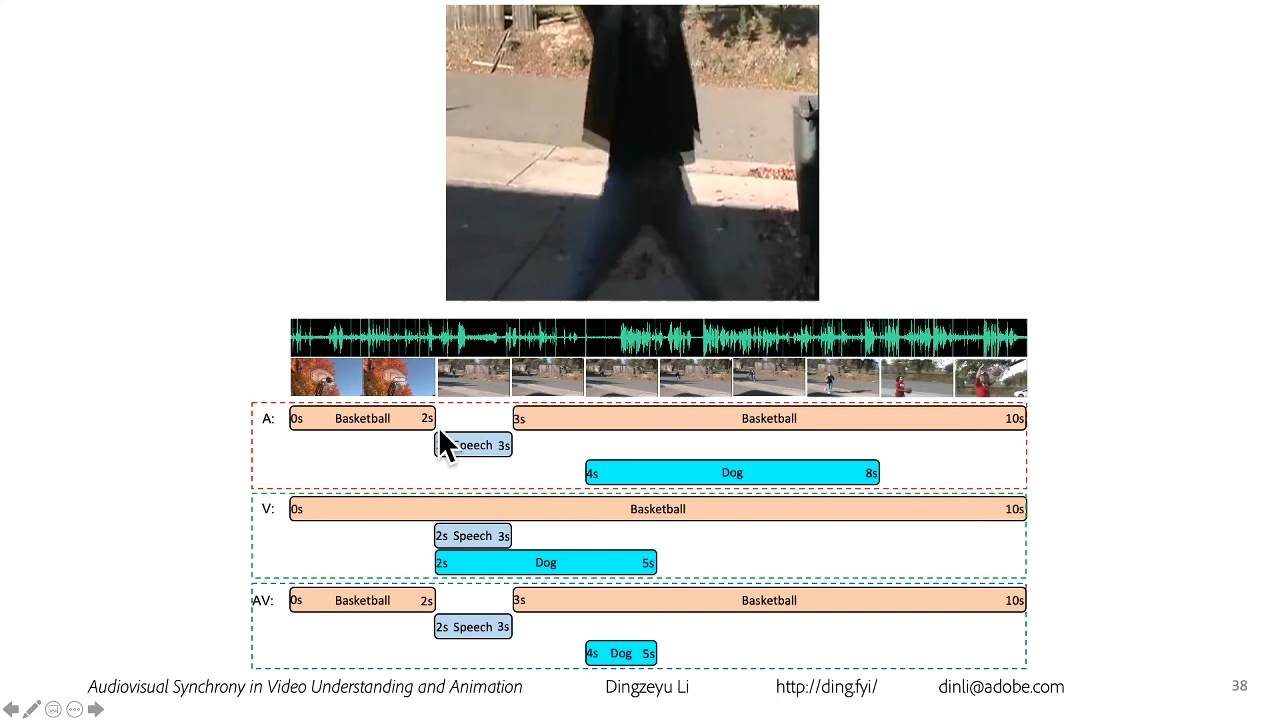 A: 0s Basketball 2s 3s Basketball 10s
Speech 3s
4s Dog 8s
V: 0s Basketball 10s
2s Speech 3s
2s Dog 5s
AV: 0s Basketball 2s 3s Basketball 10s
2s Speech 3s
4s Dog 5s
Audiovisual Synchrony in Video Understanding and Animation Dingzeyu Li http://ding.fyi/ dinli@adobe.com 38